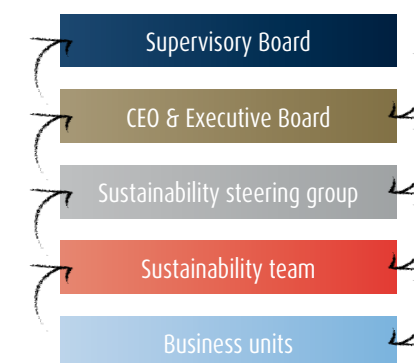 Supervisory Board
CEO & Executive Board
Sustainability steering group
Sustainability team
Business units